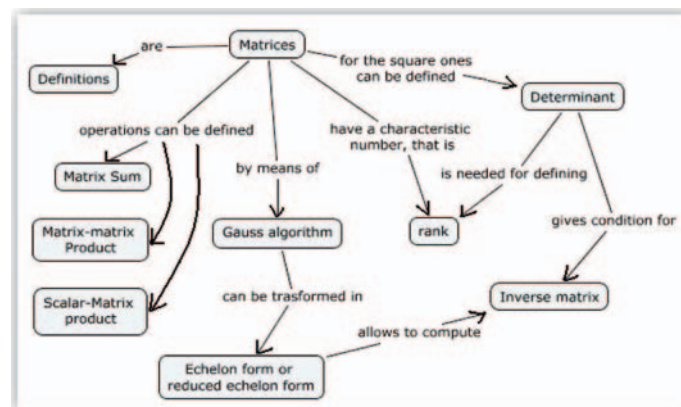 Matrices
are
for the square ones
can be defined
Definitions
Determinant
operations can be defined
have a characteristic
number, that is
Matrix Sum
by means of
is needed for defining
Matrix-matrix
Product
Gauss algorithm
rank
gives condition for
Scalar-Matrix
product
can be trasformed in
Inverse matrix
allows to compute
Echelon form or
reduced echelon form